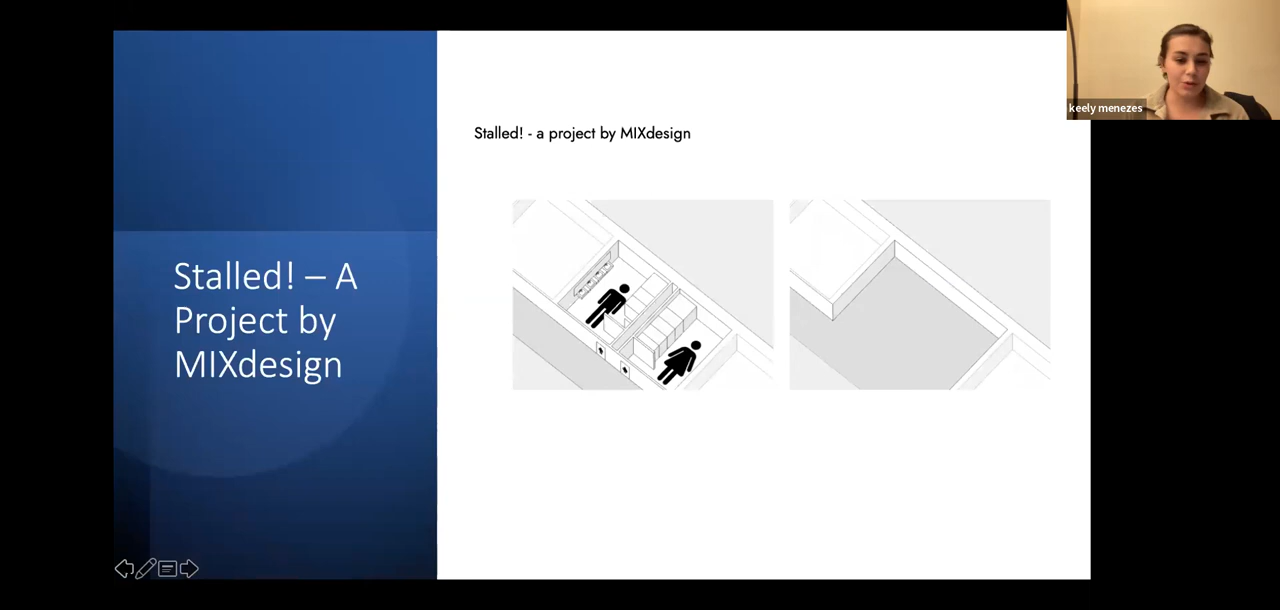 keely menezes
Stalled! - a project by MIXdesign
Stalled! – A
Project by
MIXdesign